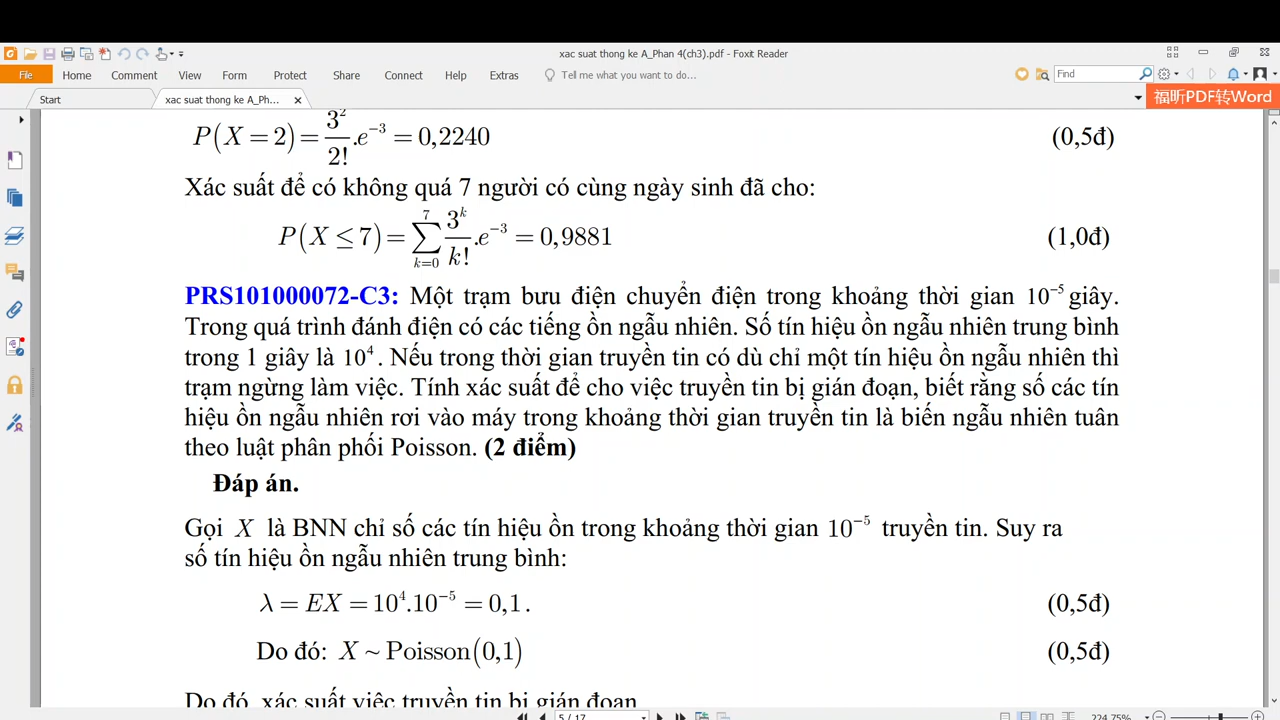 xac suat thong ke A_Phan 4(ch3).pdf - Foxit Reader
File Home Comment View Form Protect Share Connect Help Extras Tell me what you want to do... Find
Start xac suat thong ke A_Ph... 福昕PDF转Word
P(X = 2) = 3²/2! .e⁻³ = 0,2240 (0,5đ)
Xác suất để có không quá 7 người có cùng ngày sinh đã cho:
P(X ≤ 7) = ∑_{k=0}^{7} 3ᵏ/k! .e⁻³ = 0,9881 (1,0đ)
PRS101000072-C3: Một trạm bưu điện chuyển điện trong khoảng thời gian 10⁻⁵ giây.
Trong quá trình đánh điện có các tiếng ồn ngẫu nhiên. Số tín hiệu ồn ngẫu nhiên trung bình
trong 1 giây là 10⁴. Nếu trong thời gian truyền tin có dù chỉ một tín hiệu ồn ngẫu nhiên thì
trạm ngừng làm việc. Tính xác suất để cho việc truyền tin bị gián đoạn, biết rằng số các tín
hiệu ồn ngẫu nhiên rơi vào máy trong khoảng thời gian truyền tin là biến ngẫu nhiên tuân
theo luật phân phối Poisson. (2 điểm)
Đáp án.
Gọi X là BNN chỉ số các tín hiệu ồn trong khoảng thời gian 10⁻⁵ truyền tin. Suy ra
số tín hiệu ồn ngẫu nhiên trung bình:
λ = EX = 10⁴.10⁻⁵ = 0,1. (0,5đ)
Do đó: X ~ Poisson(0,1) (0,5đ)
Do đó, xác suất việc truyền tin bị gián đoạn
5 / 17 224.75%